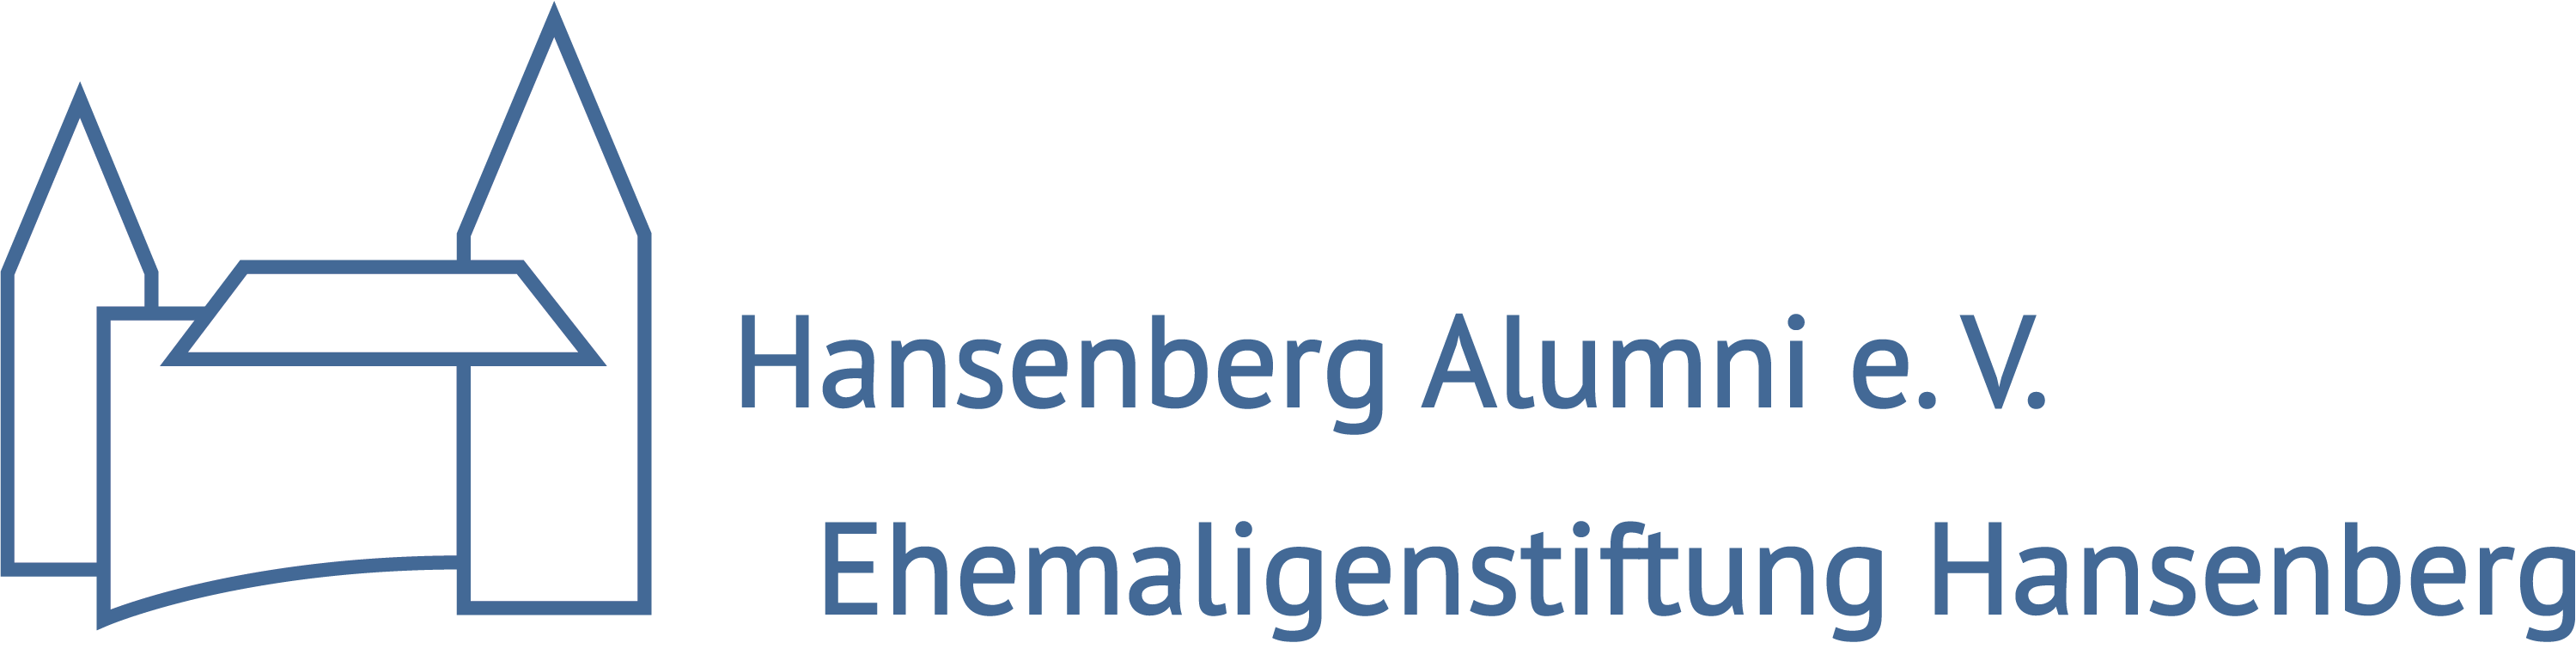 Hansenberg Alumni e. V.
Ehemaligenstiftung Hansenberg